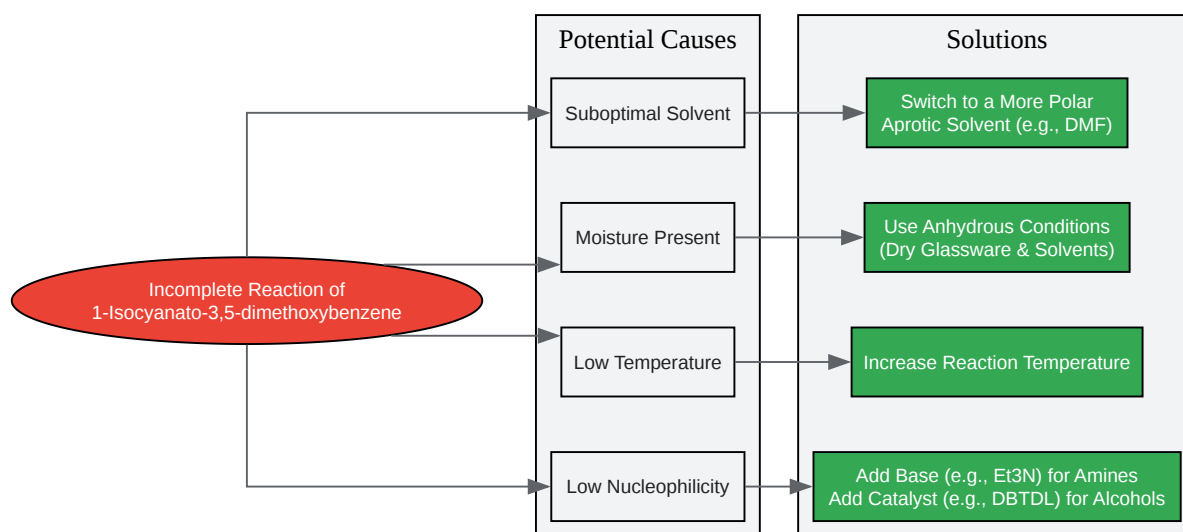 Potential Causes
Solutions
Suboptimal Solvent
Switch to a More Polar
Aprotic Solvent (e.g., DMF)
Moisture Present
Use Anhydrous Conditions
(Dry Glassware & Solvents)
Incomplete Reaction of
1-Isocyanato-3,5-dimethoxybenzene
Low Temperature
Increase Reaction Temperature
Low Nucleophilicity
Add Base (e.g., Et3N) for Amines
Add Catalyst (e.g., DBTDL) for Alcohols